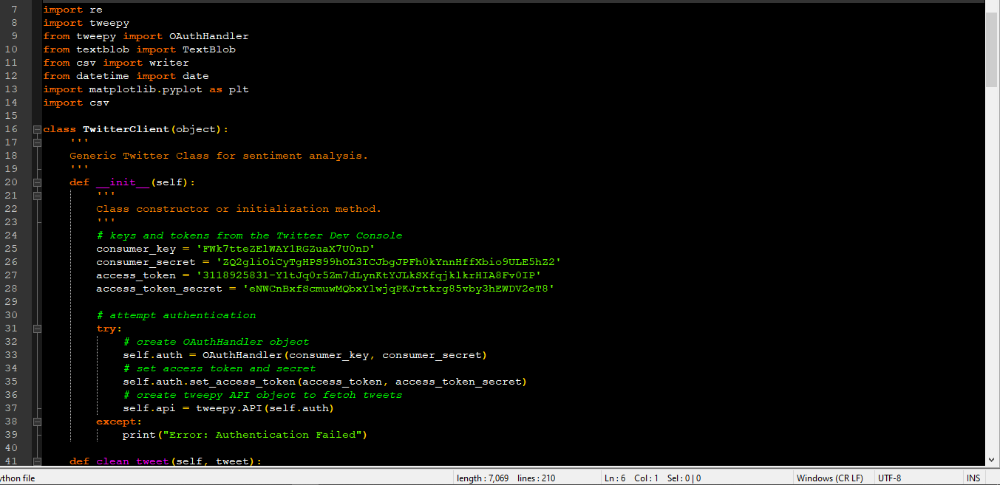 7 import re
8 import tweepy
9 from tweepy import OAuthHandler
10 from textblob import TextBlob
11 from csv import writer
12 from datetime import date
13 import matplotlib.pyplot as plt
14 import csv
15
16 class TwitterClient(object):
17 '''
18 Generic Twitter Class for sentiment analysis.
19 '''
20 def __init__(self):
21 '''
22 Class constructor or initialization method.
23 '''
24 # keys and tokens from the Twitter Dev Console
25 consumer_key = 'FWk7tteZElWAY1RGZuaX7U0nD'
26 consumer_secret = 'ZQ2gliOiCyTgHPS99hOL3ICJbgJPFh0kYnnHffXbio9ULE5hZ2'
27 access_token = '3118925831-Y1tJq0r5Zm7dLynKtYJLkSXfqjklkrHIA8Fv0IP'
28 access_token_secret = 'eNWCnBxfScmuwMQbxYlwjqPKJrtkrg85vby3hEWDV2eT8'
29
30 # attempt authentication
31 try:
32 # create OAuthHandler object
33 self.auth = OAuthHandler(consumer_key, consumer_secret)
34 # set access token and secret
35 self.auth.set_access_token(access_token, access_token_secret)
36 # create tweepy API object to fetch tweets
37 self.api = tweepy.API(self.auth)
38 except:
39 print("Error: Authentication Failed")
40
41 def clean_tweet(self, tweet):
ython file length : 7,069 lines : 210 Ln : 6 Col : 1 Sel : 0 | 0 Windows (CR LF) UTF-8 INS